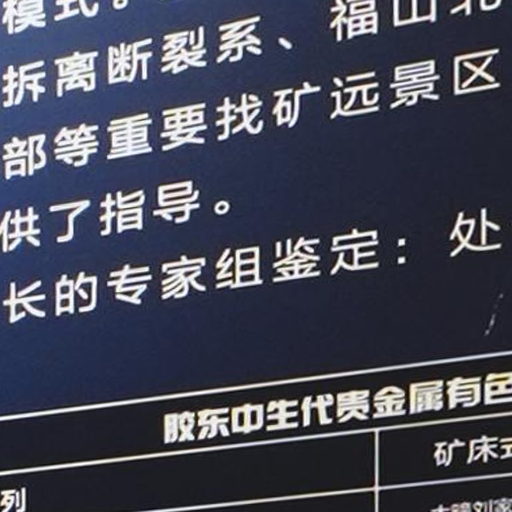 模式。
拆离断裂系、福山北
部等重要找矿远景区
供了指导。
长的专家组鉴定：处
胶东中生代贵金属有色
矿床式
列